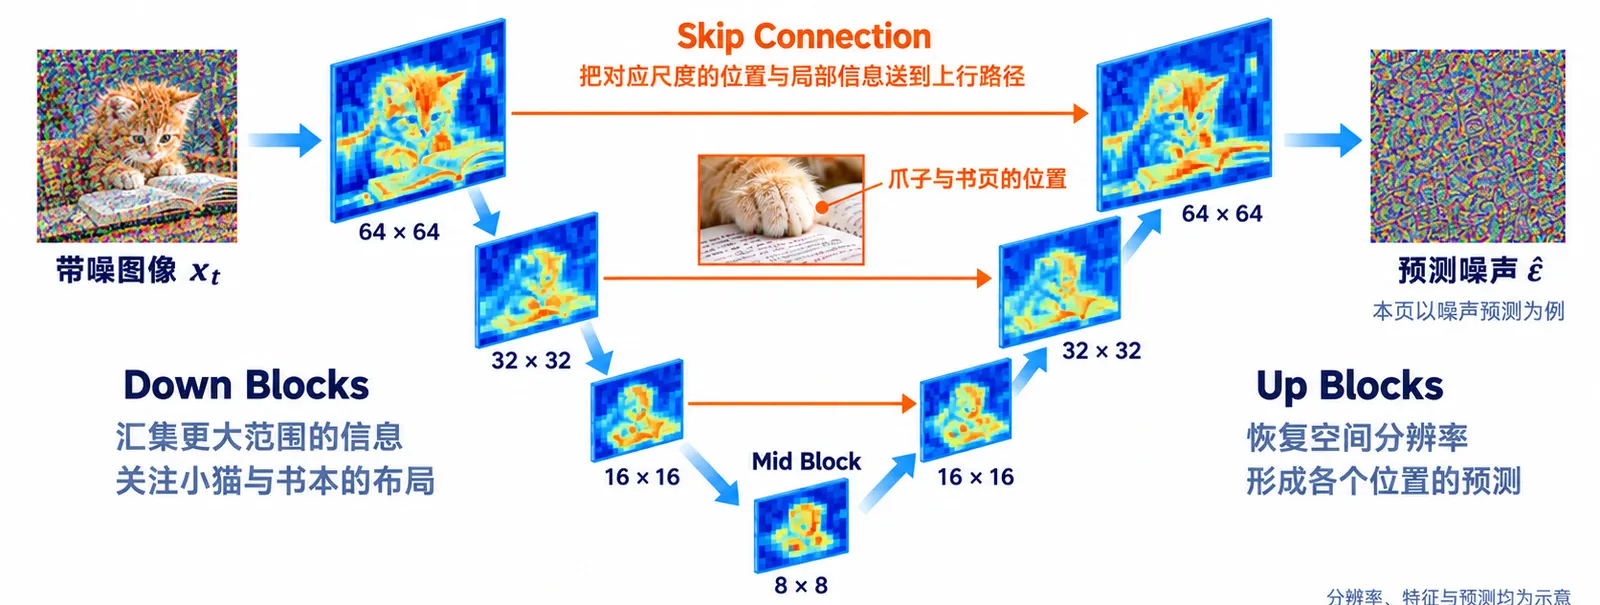 Skip Connection
把对应尺度的位置与局部信息送到上行路径
爪子与书页的位置
64 × 64
64 × 64
带噪图像 xₜ
预测噪声 ε̂
本页以噪声预测为例
32 × 32
32 × 32
Down Blocks
汇集更大范围的信息
关注小猫与书本的布局
Up Blocks
恢复空间分辨率
形成各个位置的预测
16 × 16
16 × 16
Mid Block
8 × 8
分辨率、特征与预测均为示意